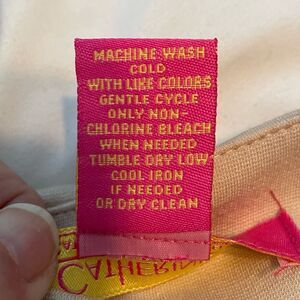 MACHINE WASH
COLD
WITH LIKE COLORS
GENTLE CYCLE
ONLY NON-
CHLORINE BLEACH
WHEN NEEDED
TUMBLE DRY LOW
COOL IRON
IF NEEDED
OR DRY CLEAN